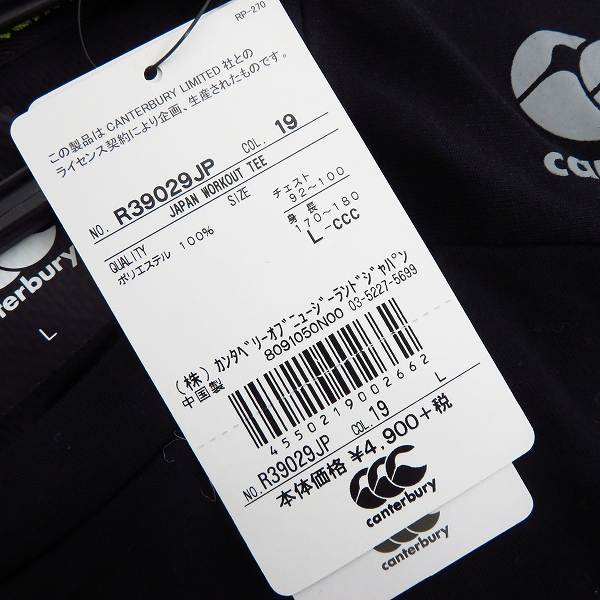 RP-270
この製品は CANTERBURY LIMITED 社との
ライセンス契約により企画、生産されたものです。
NO. R39029JP COL. 19
JAPAN WORKOUT TEE
QUALITY
ポリエステル 100%
SIZE
チェスト
92~100
身長
170~180
L-CCC
(株) カンタベリーオブニュージーランドジャパン
中国製 8091050N00 03-5227-5699
4550219002662
NO. R39029JP COL. 19 L
本体価格 ¥4,900+税
canterbury
canterbury
canterbury
canterbury
L